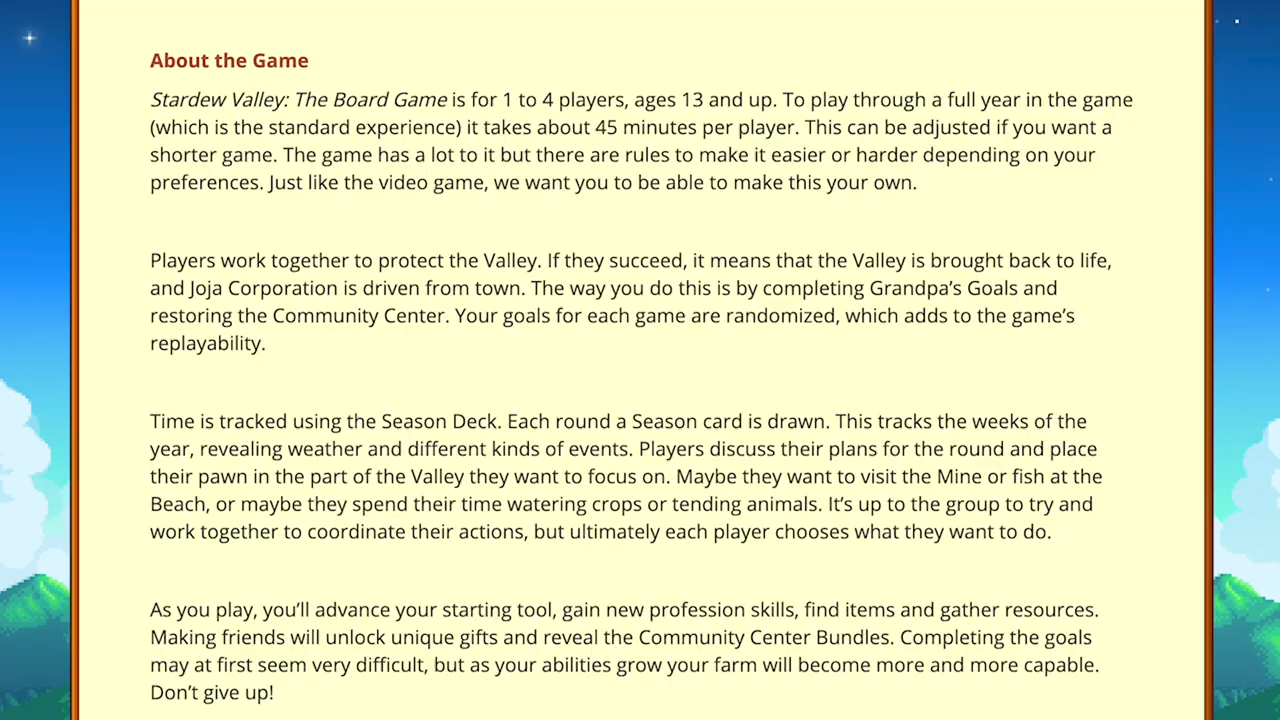 About the Game
Stardew Valley: The Board Game is for 1 to 4 players, ages 13 and up. To play through a full year in the game
(which is the standard experience) it takes about 45 minutes per player. This can be adjusted if you want a
shorter game. The game has a lot to it but there are rules to make it easier or harder depending on your
preferences. Just like the video game, we want you to be able to make this your own.
Players work together to protect the Valley. If they succeed, it means that the Valley is brought back to life,
and Joja Corporation is driven from town. The way you do this is by completing Grandpa’s Goals and
restoring the Community Center. Your goals for each game are randomized, which adds to the game’s
replayability.
Time is tracked using the Season Deck. Each round a Season card is drawn. This tracks the weeks of the
year, revealing weather and different kinds of events. Players discuss their plans for the round and place
their pawn in the part of the Valley they want to focus on. Maybe they want to visit the Mine or fish at the
Beach, or maybe they spend their time watering crops or tending animals. It’s up to the group to try and
work together to coordinate their actions, but ultimately each player chooses what they want to do.
As you play, you’ll advance your starting tool, gain new profession skills, find items and gather resources.
Making friends will unlock unique gifts and reveal the Community Center Bundles. Completing the goals
may at first seem very difficult, but as your abilities grow your farm will become more and more capable.
Don’t give up!